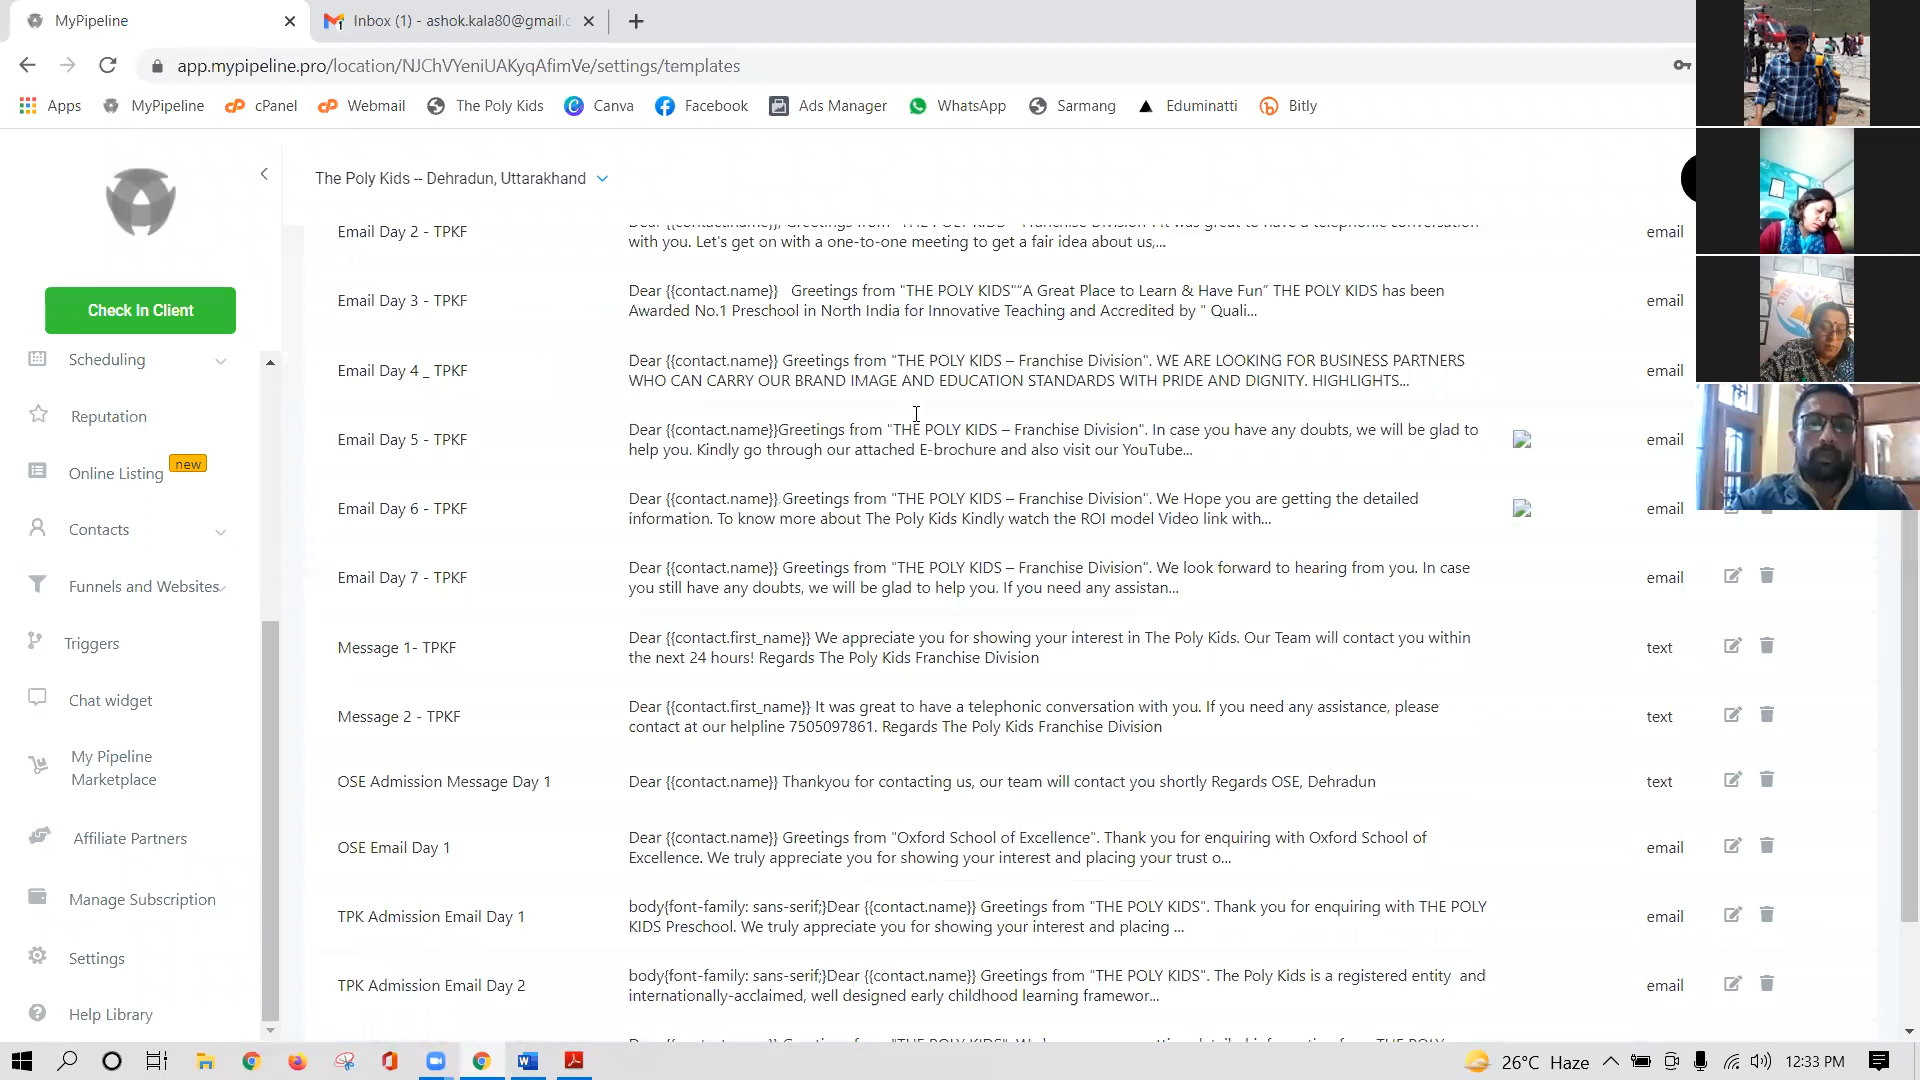 MyPipeline
Inbox (1) - ashok.kala80@gmail.c
app.mypipeline.pro/location/NJChVYeniUAKyqAfimVe/settings/templates
Apps MyPipeline cPanel Webmail The Poly Kids Canva Facebook Ads Manager WhatsApp Sarmang Eduminatti Bitly
The Poly Kids -- Dehradun, Uttarakhand
Check In Client
Scheduling
Reputation
Online Listing new
Contacts
Funnels and Websites
Triggers
Chat widget
My Pipeline
Marketplace
Affiliate Partners
Manage Subscription
Settings
Help Library
Email Day 2 - TPKF
with you. Let's get on with a one-to-one meeting to get a fair idea about us,...
email
Email Day 3 - TPKF
Dear {{contact.name}}   Greetings from "THE POLY KIDS"“A Great Place to Learn & Have Fun” THE POLY KIDS has been
Awarded No.1 Preschool in North India for Innovative Teaching and Accredited by " Quali...
email
Email Day 4 _ TPKF
Dear {{contact.name}} Greetings from "THE POLY KIDS – Franchise Division". WE ARE LOOKING FOR BUSINESS PARTNERS
WHO CAN CARRY OUR BRAND IMAGE AND EDUCATION STANDARDS WITH PRIDE AND DIGNITY. HIGHLIGHTS...
email
Email Day 5 - TPKF
Dear {{contact.name}}Greetings from "THE POLY KIDS – Franchise Division". In case you have any doubts, we will be glad to
help you. Kindly go through our attached E-brochure and also visit our YouTube...
email
Email Day 6 - TPKF
Dear {{contact.name}} Greetings from "THE POLY KIDS – Franchise Division". We Hope you are getting the detailed
information. To know more about The Poly Kids Kindly watch the ROI model Video link with...
email
Email Day 7 - TPKF
Dear {{contact.name}} Greetings from "THE POLY KIDS – Franchise Division". We look forward to hearing from you. In case
you still have any doubts, we will be glad to help you. If you need any assistan...
email
Message 1- TPKF
Dear {{contact.first_name}} We appreciate you for showing your interest in The Poly Kids. Our Team will contact you within
the next 24 hours! Regards The Poly Kids Franchise Division
text
Message 2 - TPKF
Dear {{contact.first_name}} It was great to have a telephonic conversation with you. If you need any assistance, please
contact at our helpline 7505097861. Regards The Poly Kids Franchise Division
text
OSE Admission Message Day 1
Dear {{contact.name}} Thankyou for contacting us, our team will contact you shortly Regards OSE, Dehradun
text
OSE Email Day 1
Dear {{contact.name}} Greetings from "Oxford School of Excellence". Thank you for enquiring with Oxford School of
Excellence. We truly appreciate you for showing your interest and placing your trust o...
email
TPK Admission Email Day 1
body{font-family: sans-serif;}Dear {{contact.name}} Greetings from "THE POLY KIDS". Thank you for enquiring with THE POLY
KIDS Preschool. We truly appreciate you for showing your interest and placing ...
email
TPK Admission Email Day 2
body{font-family: sans-serif;}Dear {{contact.name}} Greetings from "THE POLY KIDS". The Poly Kids is a registered entity  and
internationally-acclaimed, well designed early childhood learning framewor...
email
26°C Haze 12:33 PM